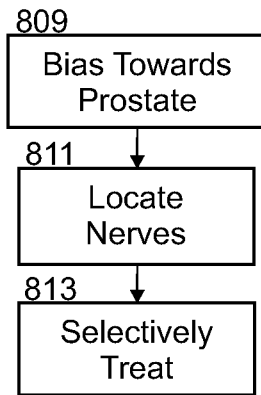 809
Bias Towards
Prostate
811
Locate
Nerves
813
Selectively
Treat